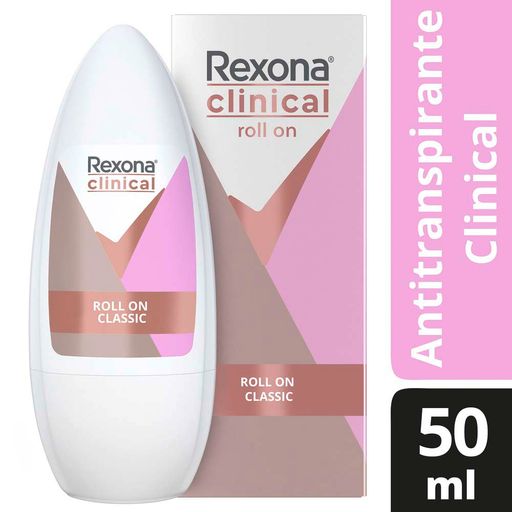 Rexona®
clinical
roll on
ROLL ON
CLASSIC
Rexona®
clinical
ROLL ON
CLASSIC
Antitranspirante
Clinical
50
ml